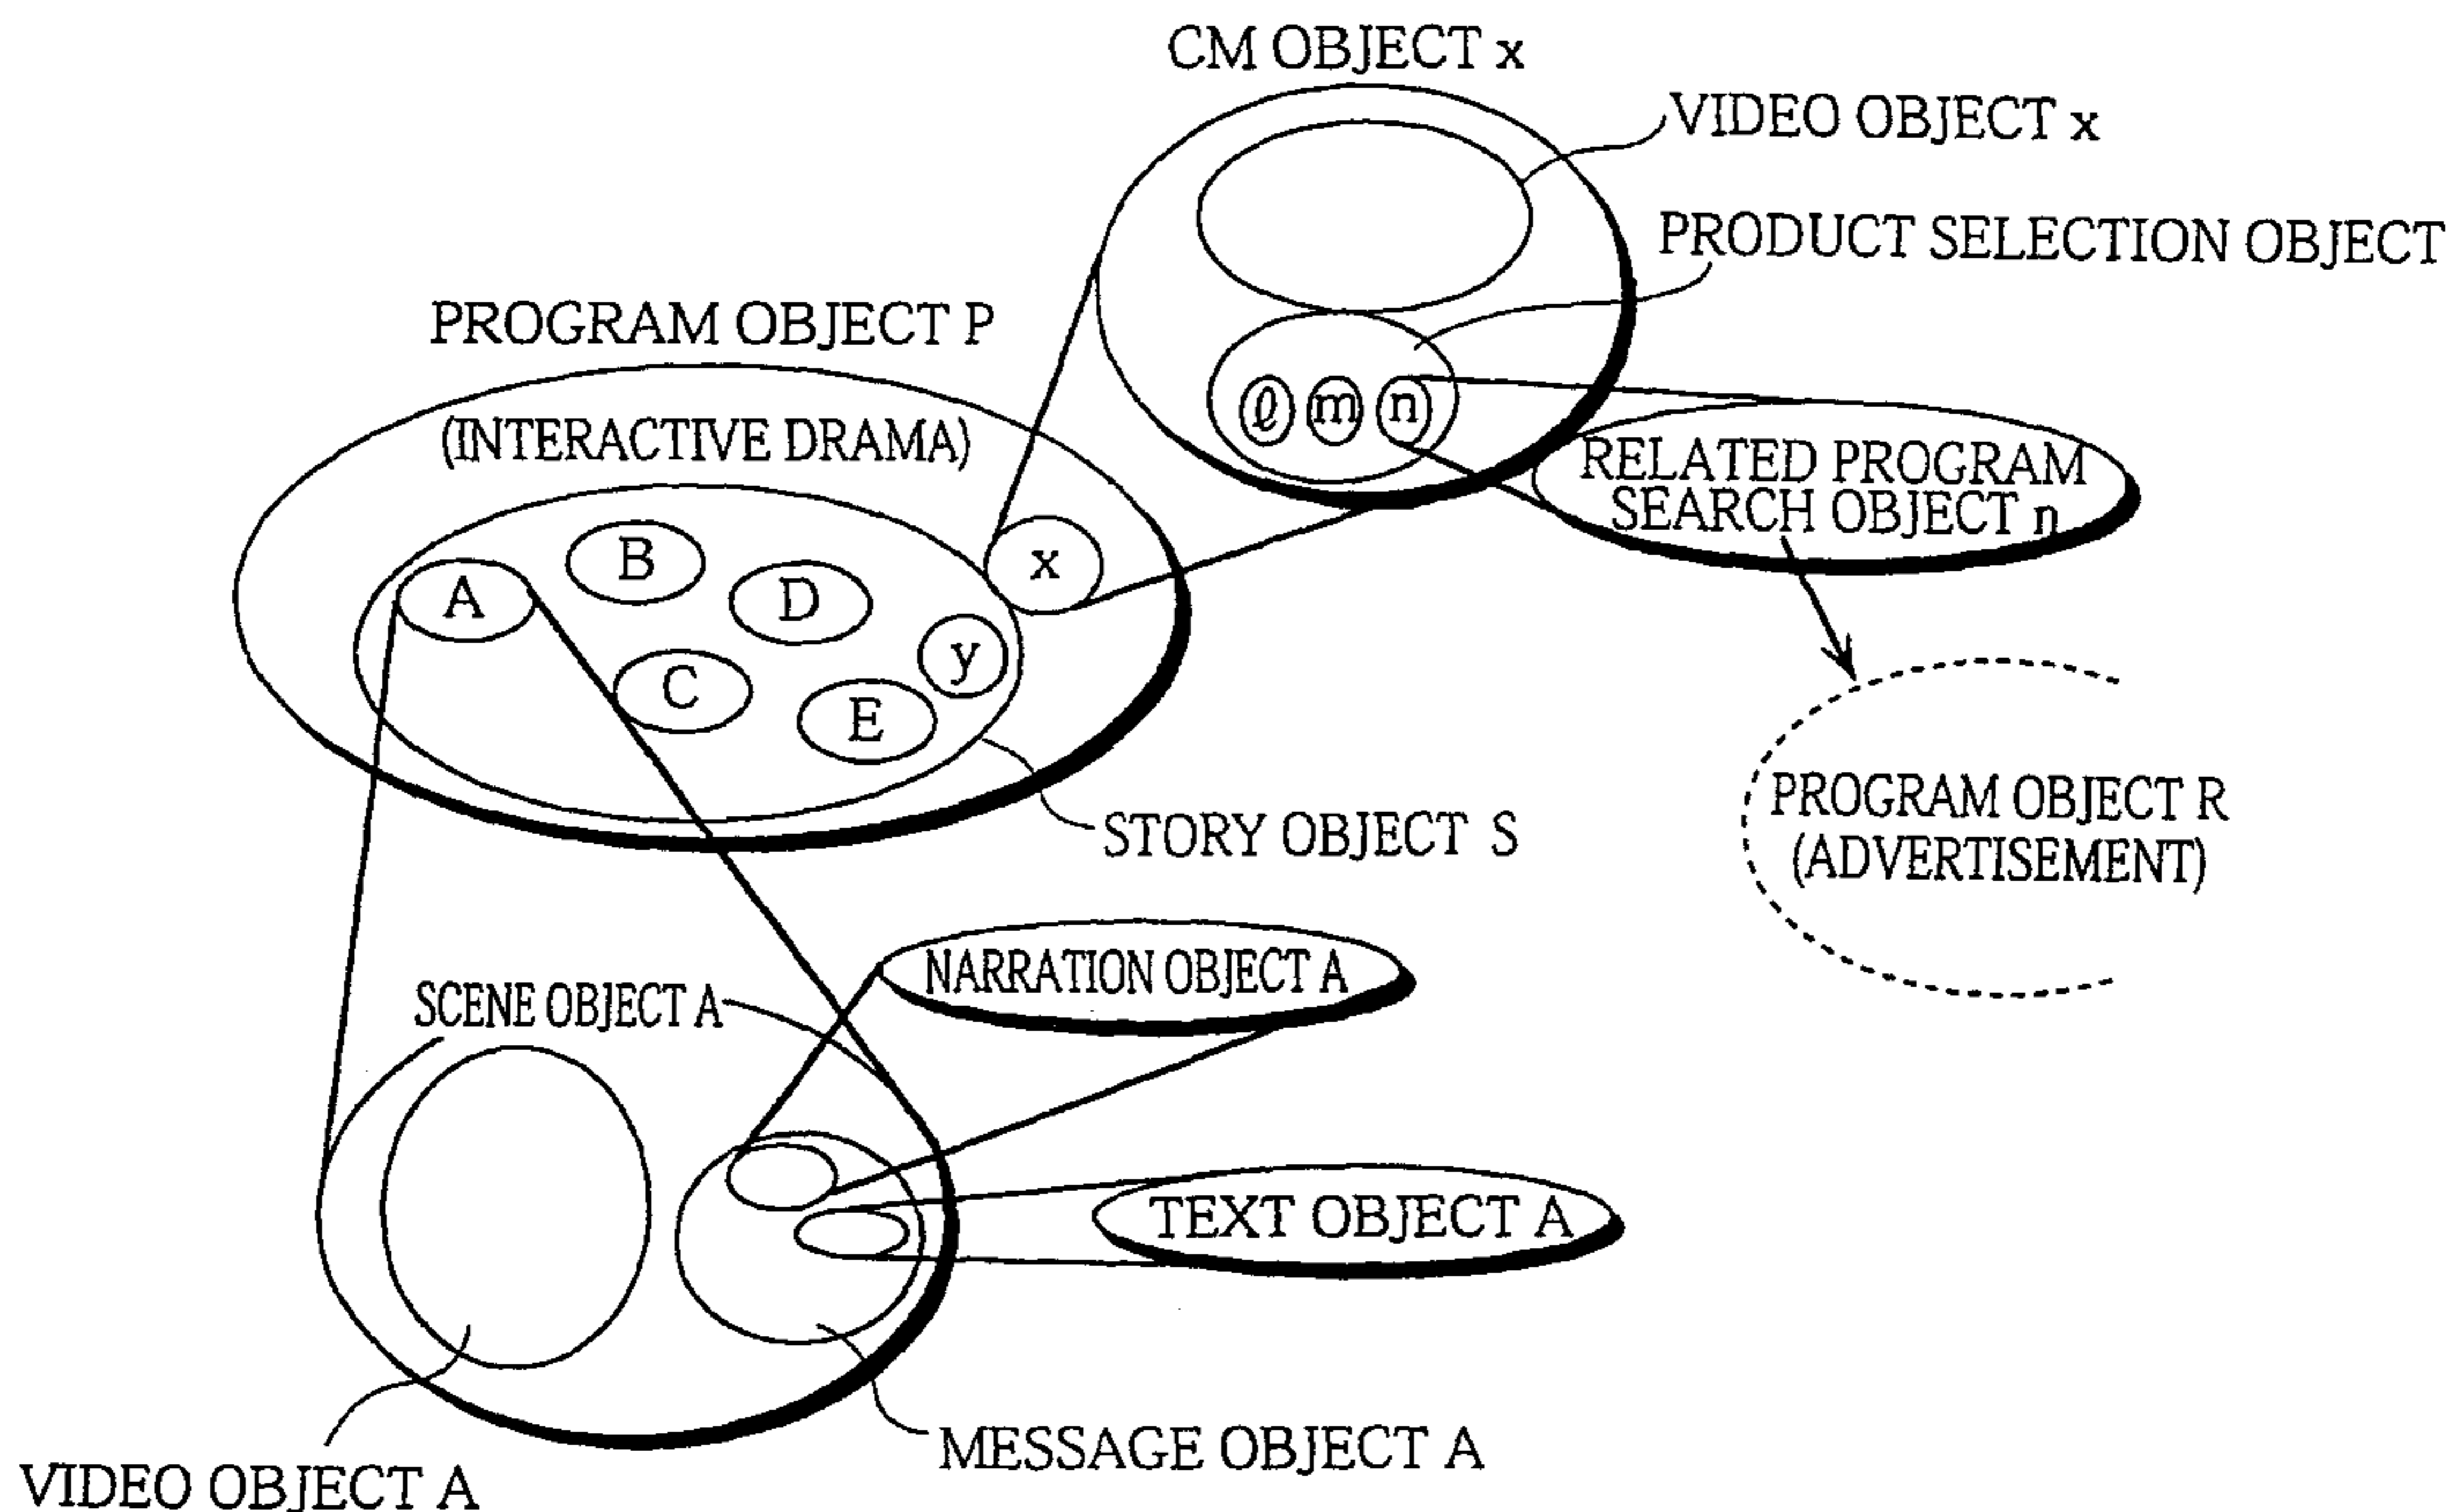 CM OBJECT x
VIDEO OBJECT x
PRODUCT SELECTION OBJECT
PROGRAM OBJECT P
(INTERACTIVE DRAMA)
ℓ m n
RELATED PROGRAM
SEARCH OBJECT n
x
B
A
D
y
C
E
PROGRAM OBJECT R
(ADVERTISEMENT)
STORY OBJECT S
NARRATION OBJECT A
SCENE OBJECT A
TEXT OBJECT A
MESSAGE OBJECT A
VIDEO OBJECT A